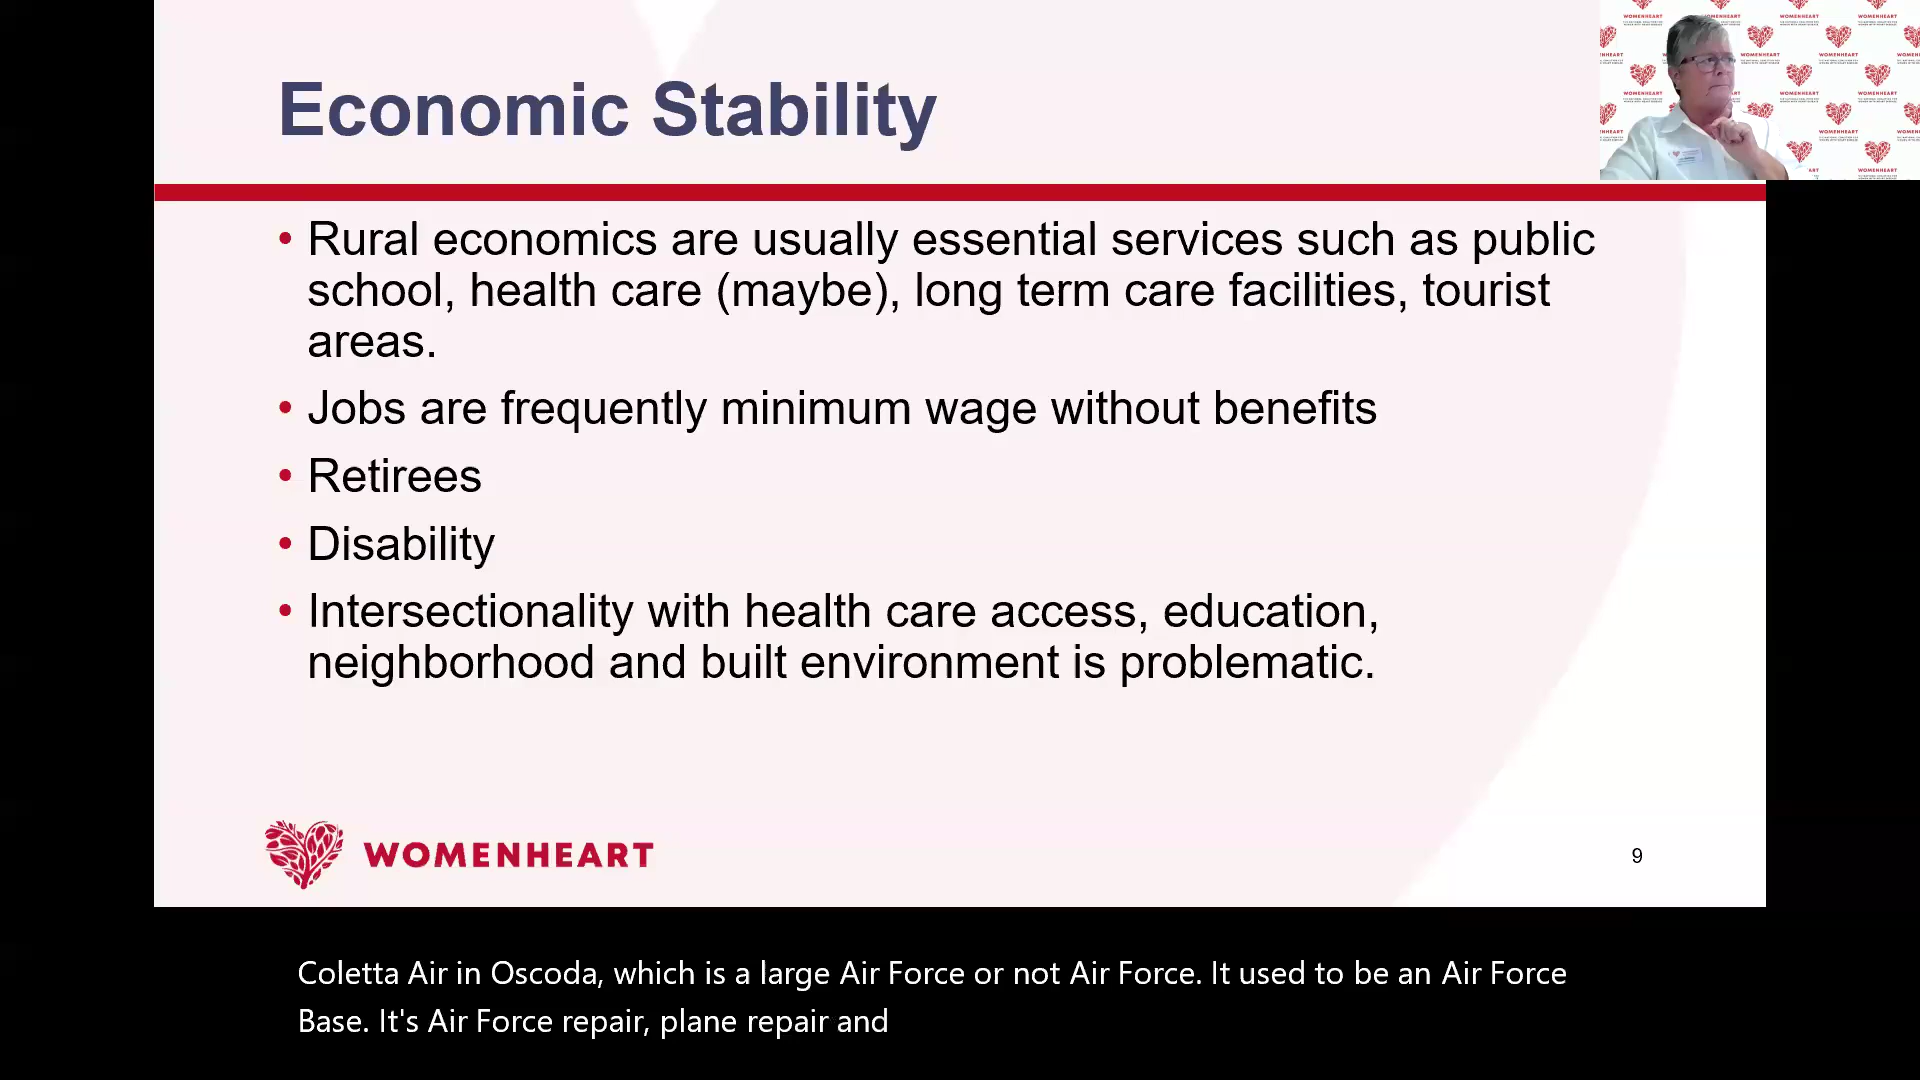 Economic Stability
• Rural economics are usually essential services such as public
school, health care (maybe), long term care facilities, tourist
areas.
• Jobs are frequently minimum wage without benefits
• Retirees
• Disability
• Intersectionality with health care access, education,
neighborhood and built environment is problematic.
WOMENHEART
9
Coletta Air in Oscoda, which is a large Air Force or not Air Force. It used to be an Air Force
Base. It's Air Force repair, plane repair and